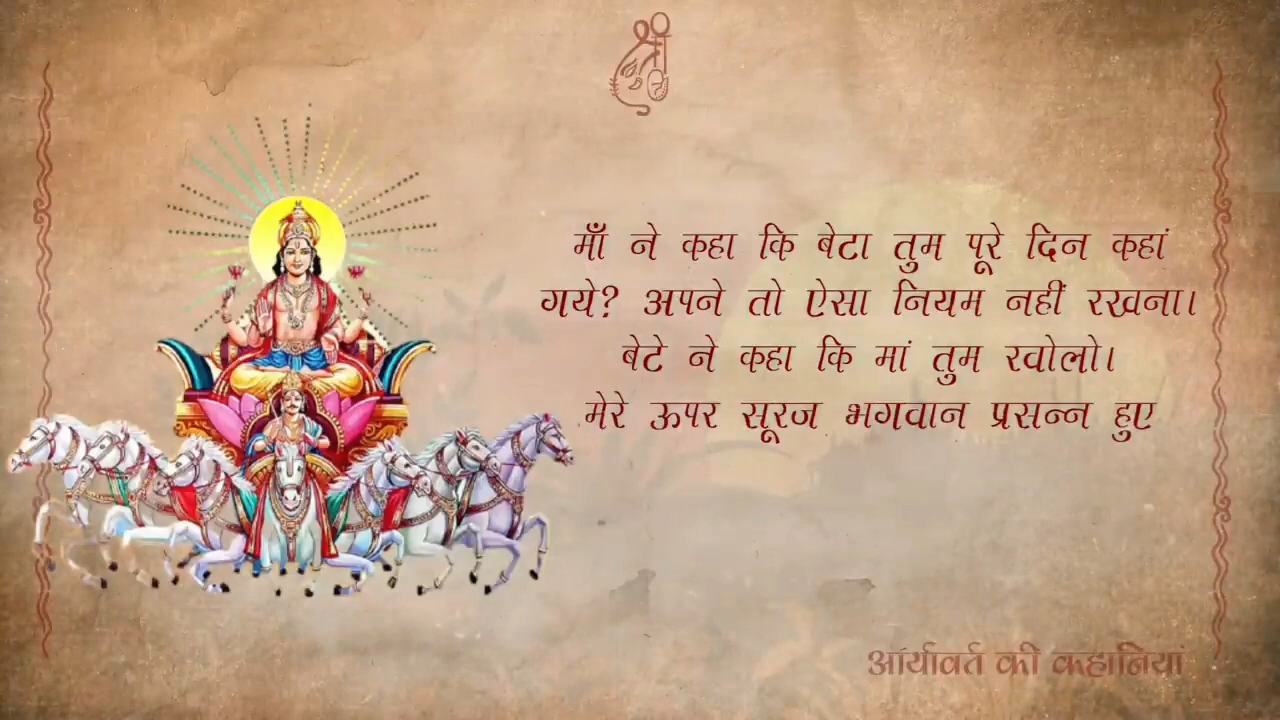 श्री
माँ ने कहा कि बेटा तुम पूरे दिन कहां
गये? अपने तो ऐसा नियम नहीं रखना।
बेटे ने कहा कि मां तुम खोलो।
मेरे ऊपर सूरज भगवान प्रसन्न हुए
आर्यावर्त की कहानियां